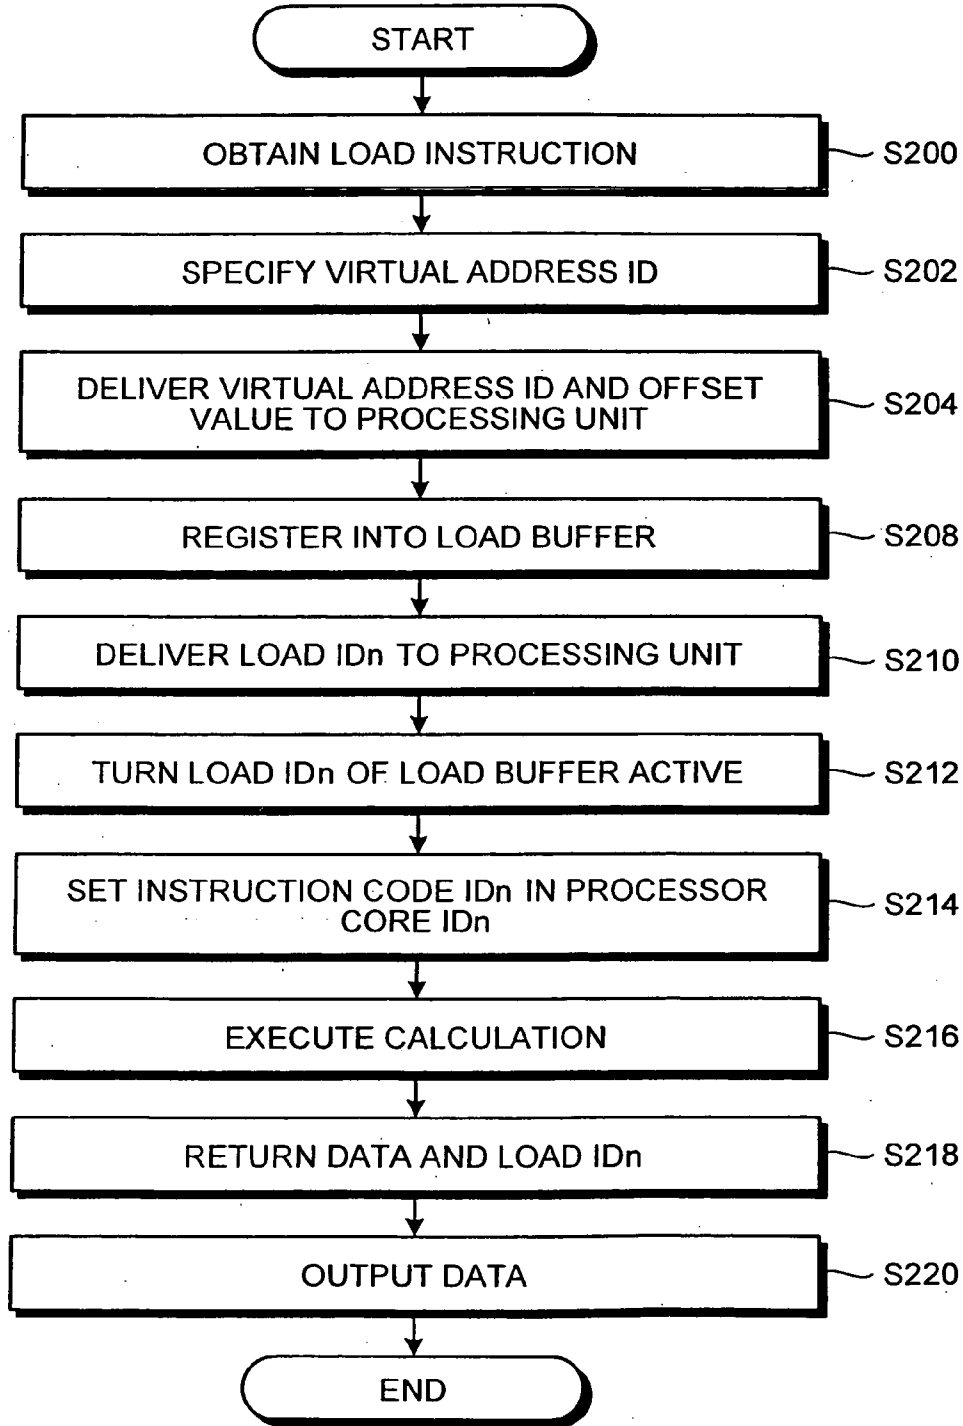 START
OBTAIN LOAD INSTRUCTION
S200
SPECIFY VIRTUAL ADDRESS ID
S202
DELIVER VIRTUAL ADDRESS ID AND OFFSET
VALUE TO PROCESSING UNIT
S204
REGISTER INTO LOAD BUFFER
S208
DELIVER LOAD IDn TO PROCESSING UNIT
S210
TURN LOAD IDn OF LOAD BUFFER ACTIVE
S212
SET INSTRUCTION CODE IDn IN PROCESSOR
CORE IDn
S214
EXECUTE CALCULATION
S216
RETURN DATA AND LOAD IDn
S218
OUTPUT DATA
S220
END